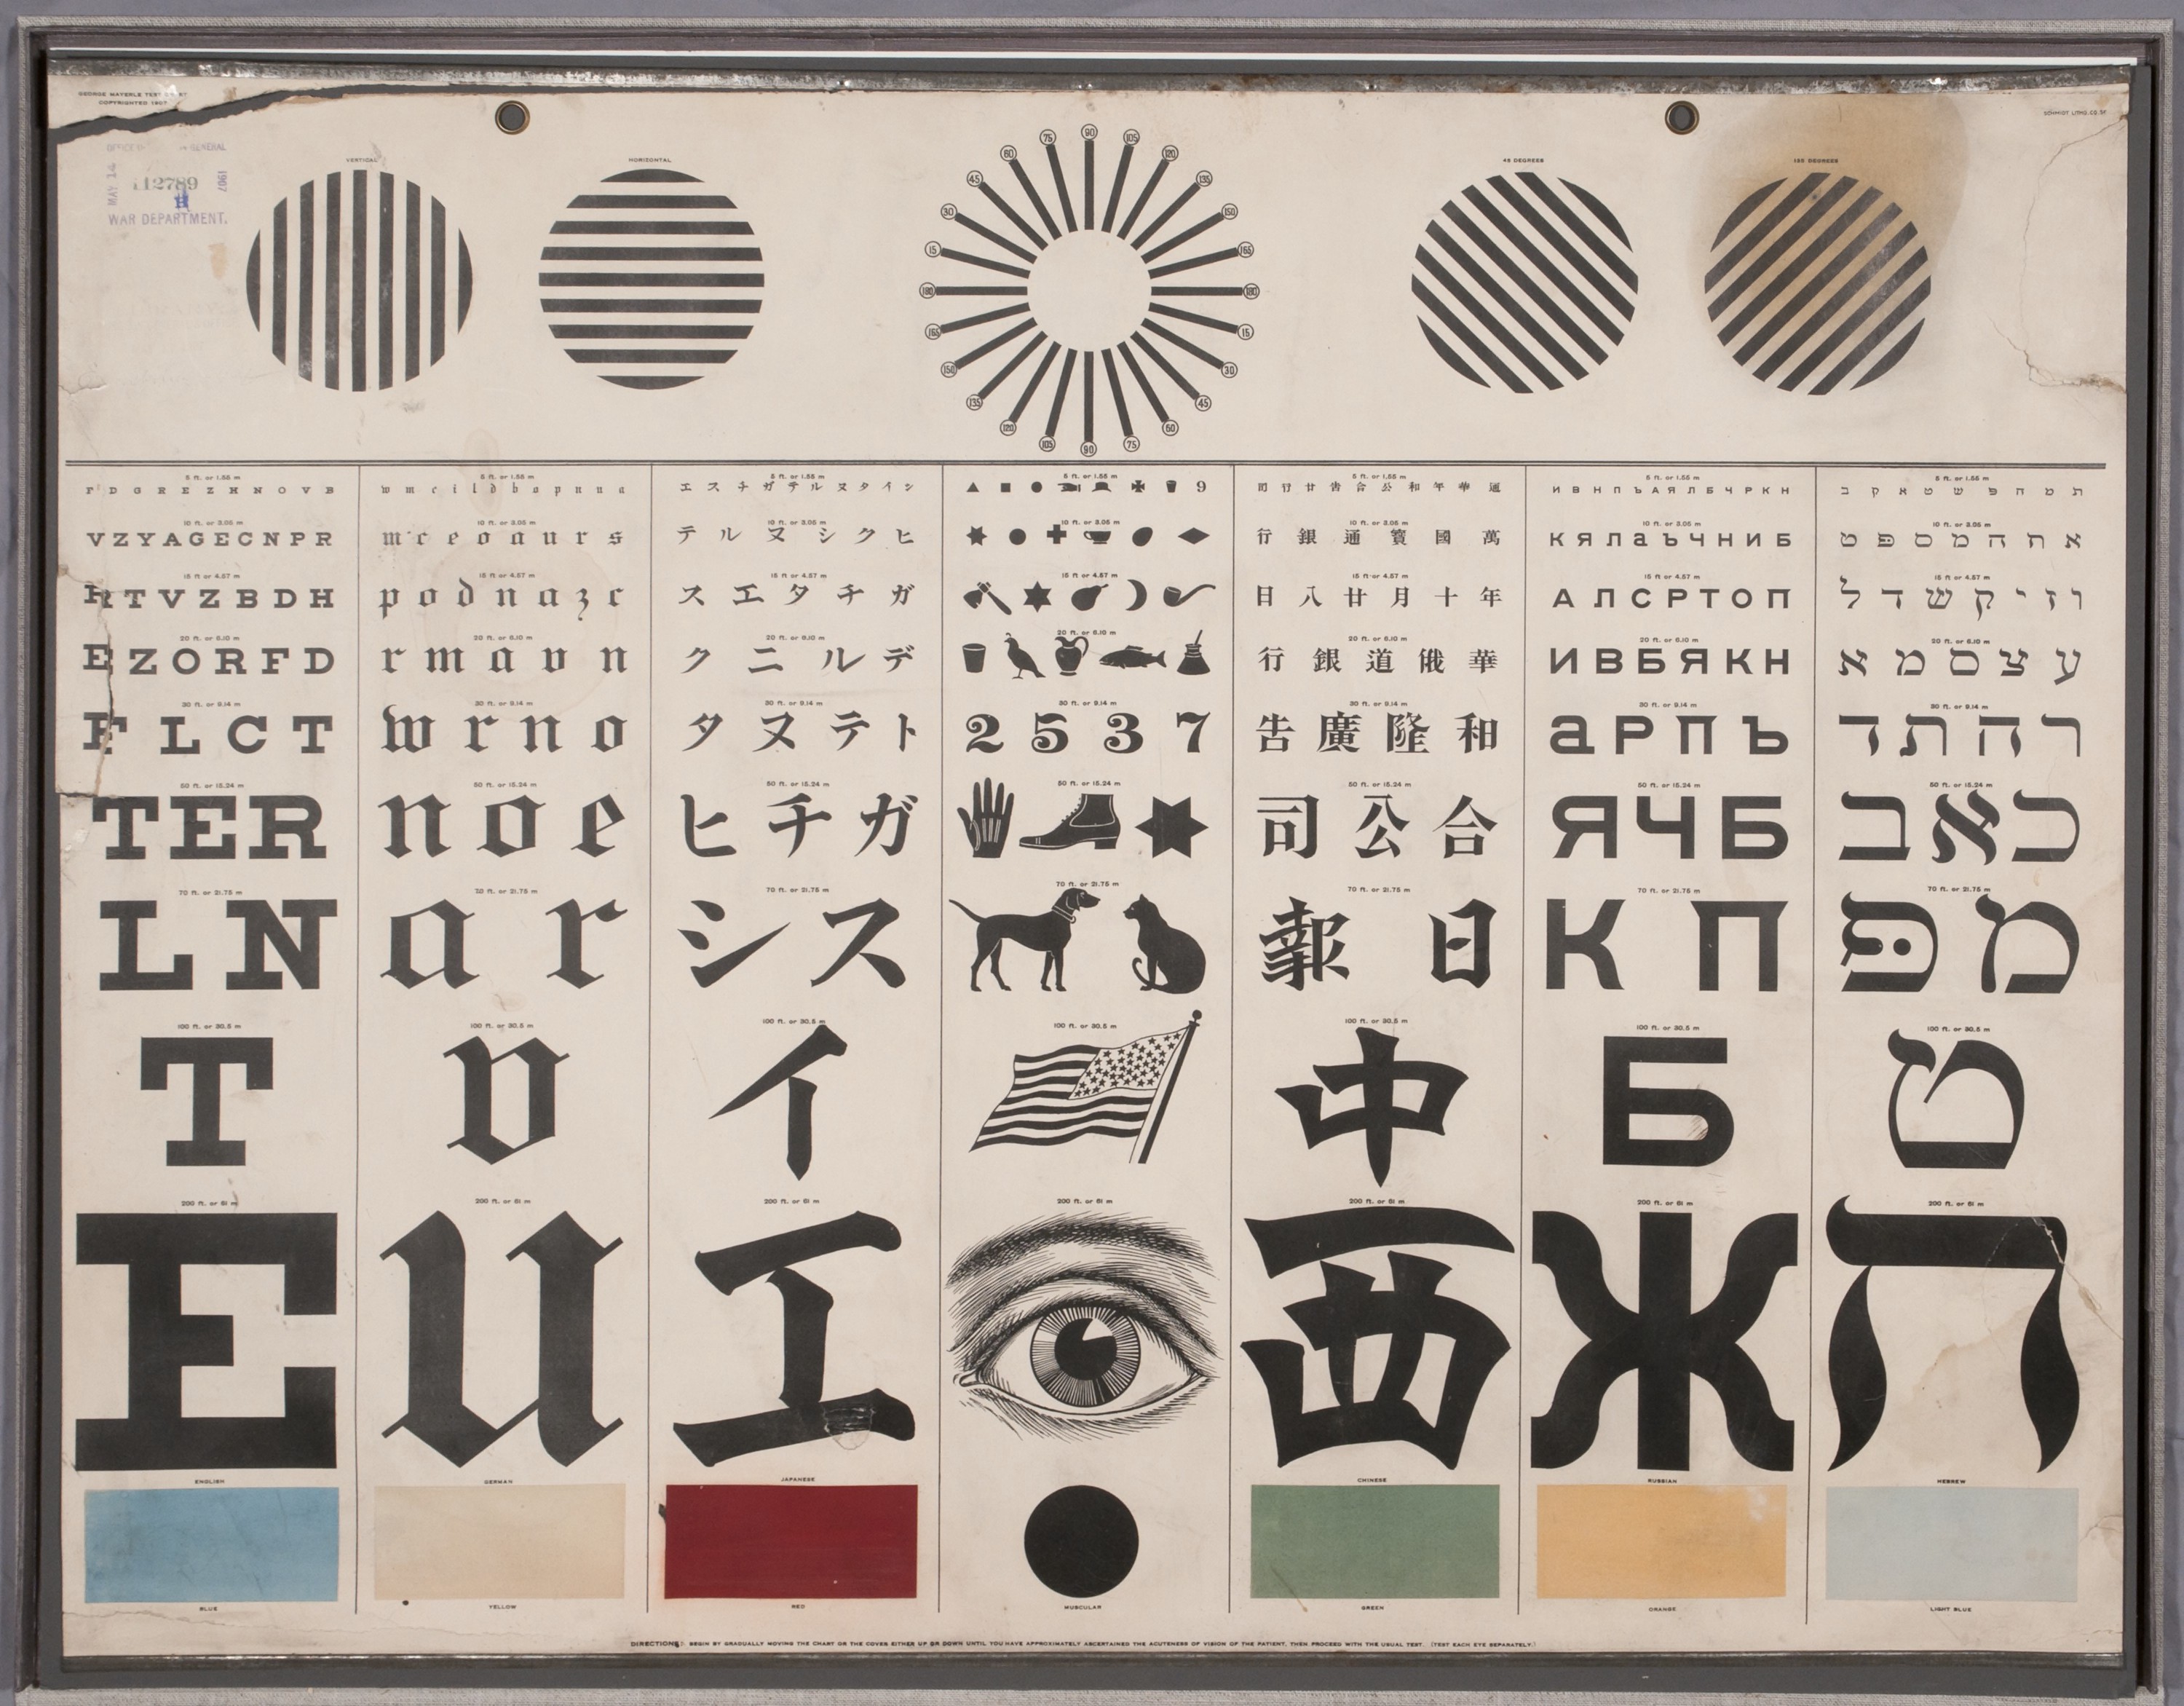 GEORGE MAYERLE TEST
COPYRIGHTED 1907
SCHMIDT LITHO.CO.SF.
GENERAL
MAY 14
112789
1907
H
WAR DEPARTMENT.
VERTICAL
HORIZONTAL
75 90 105
60 120
45 135
30 150
15 165
180 180
165 15
150 30
135 45
120 60
105 90 75
45 DEGREES
135 DEGREES
5 ft. or 1.55 m
F D G R E Z H N O V B
10 ft. or 3.05 m
V Z Y A G E C N P R
15 ft or 4.57 m
R T V Z B D H
20 ft. or 6.10 m
E Z O R F D
30 ft. or 9.14 m
F L C T
50 ft. or 15.24 m
T E R
70 ft. or 21.75 m
L N
100 ft. or 30.5 m
T
200 ft. or 61 m
E
ENGLISH
BLUE
5 ft. or 1.55 m
w m c i l d b o p n u a
10 ft. or 3.05 m
m c e o a u r s
15 ft or 4.57 m
p o d n a z c
20 ft. or 6.10 m
r m a v n
30 ft. or 9.14 m
w r n o
50 ft. or 15.24 m
n o e
70 ft. or 21.75 m
a r
100 ft. or 30.5 m
v
200 ft. or 61 m
u
GERMAN
YELLOW
5 ft. or 1.55 m
エ ス チ ガ テ ル ヌ タ イ シ
10 ft. or 3.05 m
テ ル ヌ シ ク ヒ
15 ft or 4.57 m
ス エ タ チ ガ
20 ft. or 6.10 m
ク ニ ル デ
30 ft. or 9.14 m
タ ヌ テ ト
50 ft. or 15.24 m
ヒ チ ガ
70 ft. or 21.75 m
シ ス
100 ft. or 30.5 m
イ
200 ft. or 61 m
エ
JAPANESE
RED
5 ft. or 1.55 m
9
10 ft. or 3.05 m
15 ft or 4.57 m
20 ft. or 6.10 m
30 ft. or 9.14 m
2 5 3 7
50 ft. or 15.24 m
70 ft. or 21.75 m
100 ft. or 30.5 m
200 ft. or 61 m
MUSCULAR
5 ft. or 1.55 m
司 行 廿 告 合 公 和 年 華 通
10 ft. or 3.05 m
行 銀 通 寳 國 萬
15 ft or 4.57 m
日 八 廿 月 十 年
20 ft. or 6.10 m
行 銀 道 俄 華
30 ft. or 9.14 m
告 廣 隆 和
50 ft. or 15.24 m
司 公 合
70 ft. or 21.75 m
報 日
100 ft. or 30.5 m
中
200 ft. or 61 m
西
CHINESE
GREEN
5 ft. or 1.55 m
И В Н П Ъ А Я Л Б Ч Р К Н
10 ft. or 3.05 m
К Я Л а Ъ Ч Н И Б
15 ft or 4.57 m
А Л С Р Т О П
20 ft. or 6.10 m
И В Б Я К Н
30 ft. or 9.14 m
а Р П Ъ
50 ft. or 15.24 m
Я Ч Б
70 ft. or 21.75 m
К П
100 ft. or 30.5 m
Б
200 ft. or 61 m
Ж
RUSSIAN
ORANGE
5 ft. or 1.55 m
ת מ ה פ ש ט א ק ב
10 ft. or 3.05 m
א ת ה מ ס פּ ט
15 ft or 4.57 m
ו ז י ק ש ד ל
20 ft. or 6.10 m
ע צ ס מ א
30 ft. or 9.14 m
ר ה ת ד
50 ft. or 15.24 m
כ א ב
70 ft. or 21.75 m
מ פּ
100 ft. or 30.5 m
ט
200 ft. or 61 m
ח
HEBREW
LIGHT BLUE
DIRECTIONS: BEGIN BY GRADUALLY MOVING THE CHART OR THE COVER EITHER UP OR DOWN UNTIL YOU HAVE APPROXIMATELY ASCERTAINED THE ACUTENESS OF VISION OF THE PATIENT, THEN PROCEED WITH THE USUAL TEST. (TEST EACH EYE SEPARATELY.)